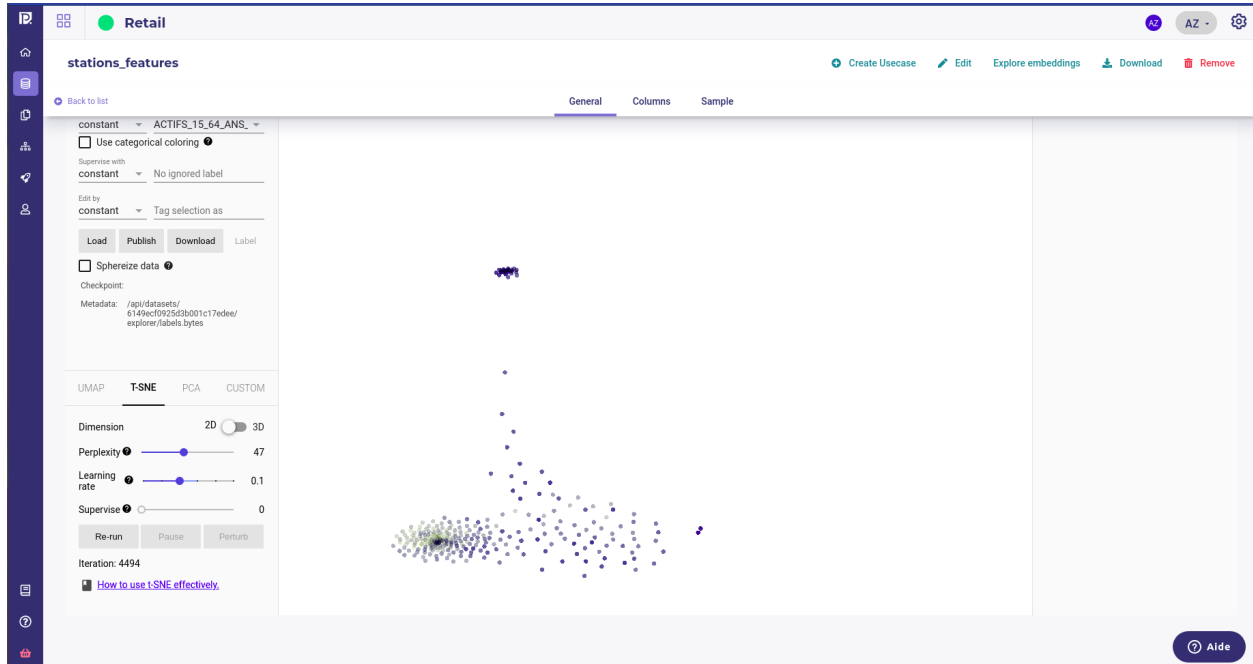 Retail
AZ
AZ
stations_features
Create Usecase
Edit
Explore embeddings
Download
Remove
Back to list
General
Columns
Sample
constant
ACTIFS_15_64_ANS_
Use categorical coloring
Supervise with
constant
No ignored label
Edit by
constant
Tag selection as
Load
Publish
Download
Label
Sphereize data
Checkpoint:
Metadata:
/api/datasets/
6149ecf0925d3b001c17edee/
explorer/labels.bytes
UMAP
T-SNE
PCA
CUSTOM
Dimension
2D
3D
Perplexity
47
Learning
rate
0.1
Supervise
0
Re-run
Pause
Perturb
Iteration: 4494
How to use t-SNE effectively.
Aide